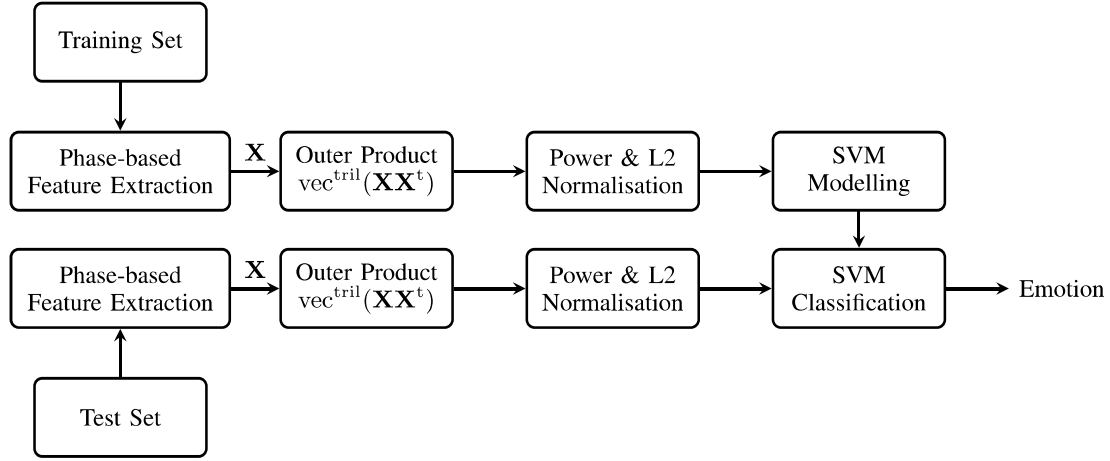 Training Set
Phase-based
Feature Extraction
X
Outer Product
vec^tril(XX^t)
Power & L2
Normalisation
SVM
Modelling
Phase-based
Feature Extraction
X
Outer Product
vec^tril(XX^t)
Power & L2
Normalisation
SVM
Classification
Emotion
Test Set